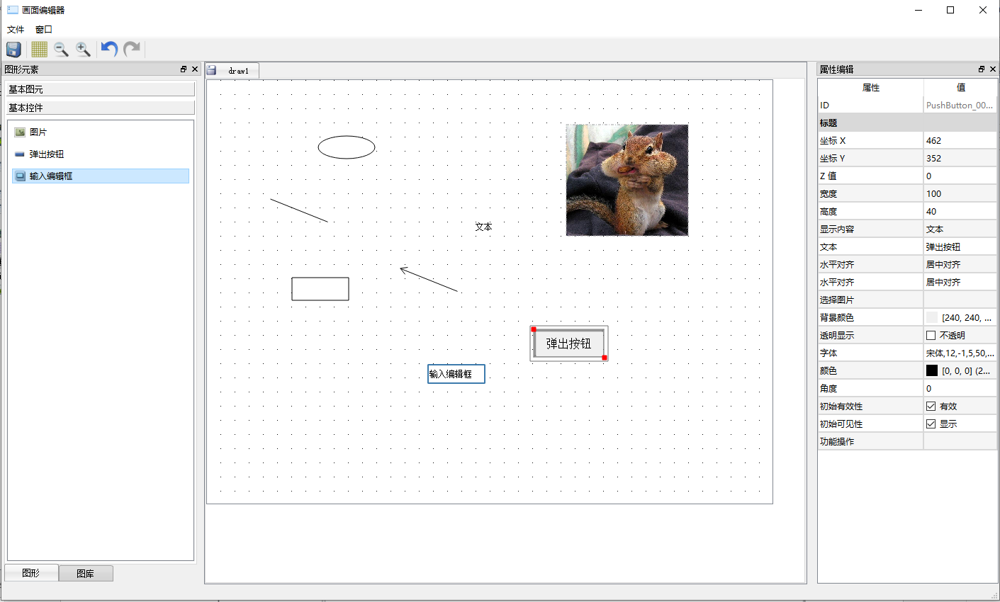 画面编辑器
文件 窗口
图形元素
基本图元
基本控件
图片
弹出按钮
输入编辑框
图形 图库
draw1
文本
弹出按钮
输入编辑框
属性编辑
属性 值
ID PushButton_00...
标题
坐标 X 462
坐标 Y 352
Z 值 0
宽度 100
高度 40
显示内容 文本
文本 弹出按钮
水平对齐 居中对齐
水平对齐 居中对齐
选择图片
背景颜色 [240, 240, ...
透明显示 不透明
字体 宋体,12,-1,5,50,...
颜色 [0, 0, 0] (2...
角度 0
初始有效性 有效
初始可见性 显示
功能操作